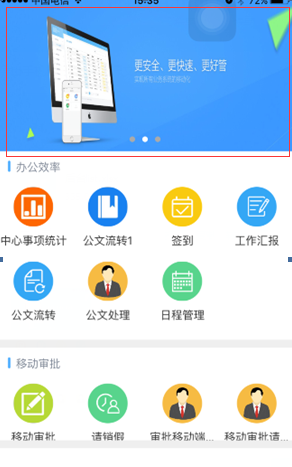 中国电信 15:35 72%
更安全、更快速、更好管
办公效率
中心事项统计 公文流转1 签到 工作汇报
公文流转 公文处理 日程管理
移动审批
移动审批 请销假 审批移动端... 移动审批请...